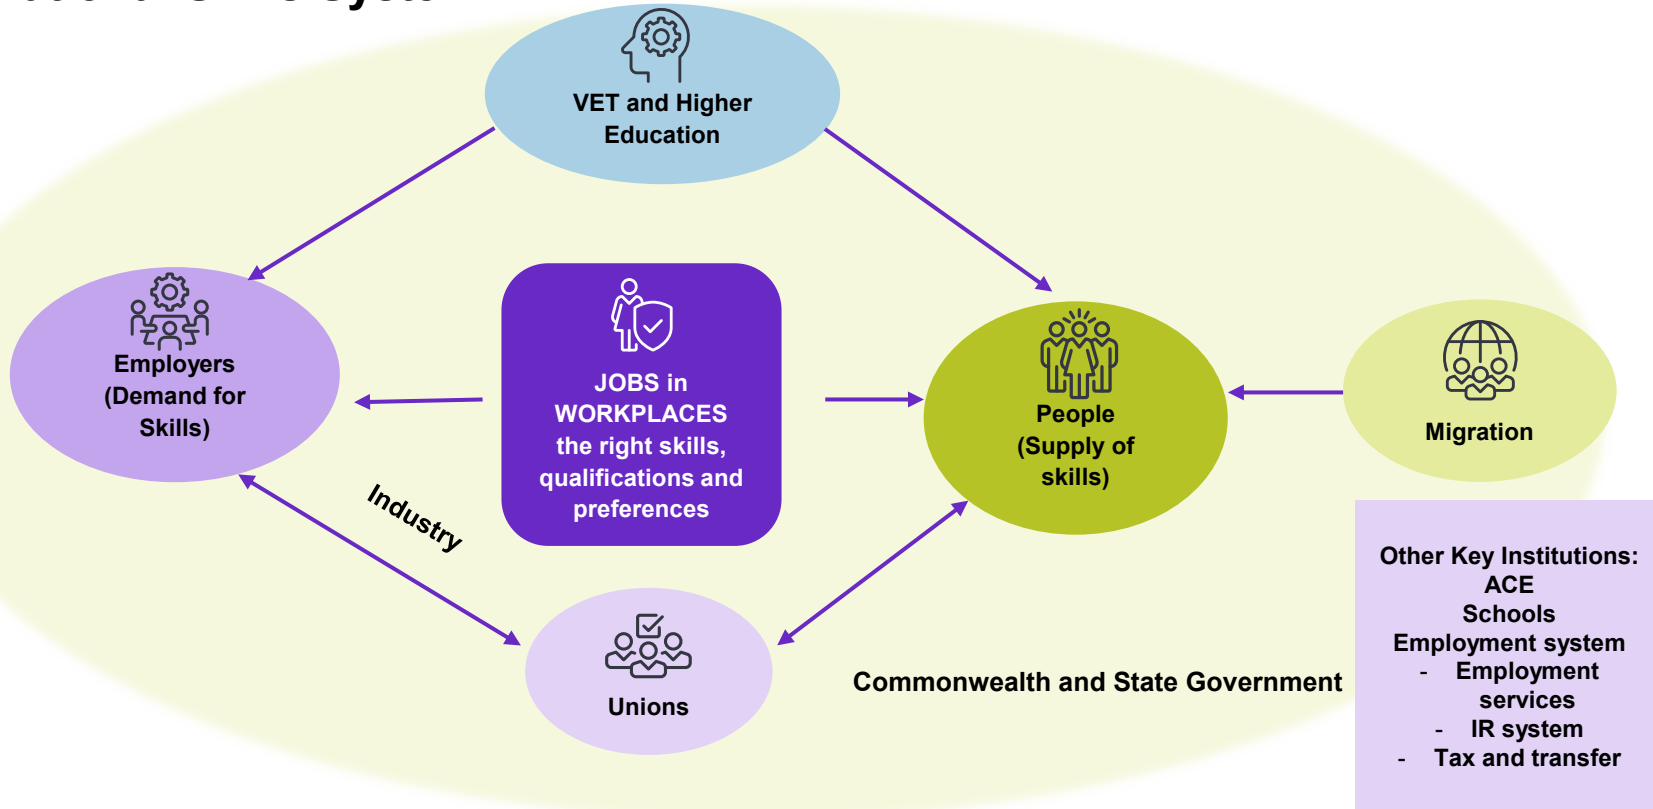 VET and Higher
Education
Employers
(Demand for
Skills)
JOBS in
WORKPLACES
the right skills,
qualifications and
preferences
People
(Supply of
skills)
Migration
Industry
Unions
Commonwealth and State Government
Other Key Institutions:
ACE
Schools
Employment system
- Employment
services
- IR system
- Tax and transfer